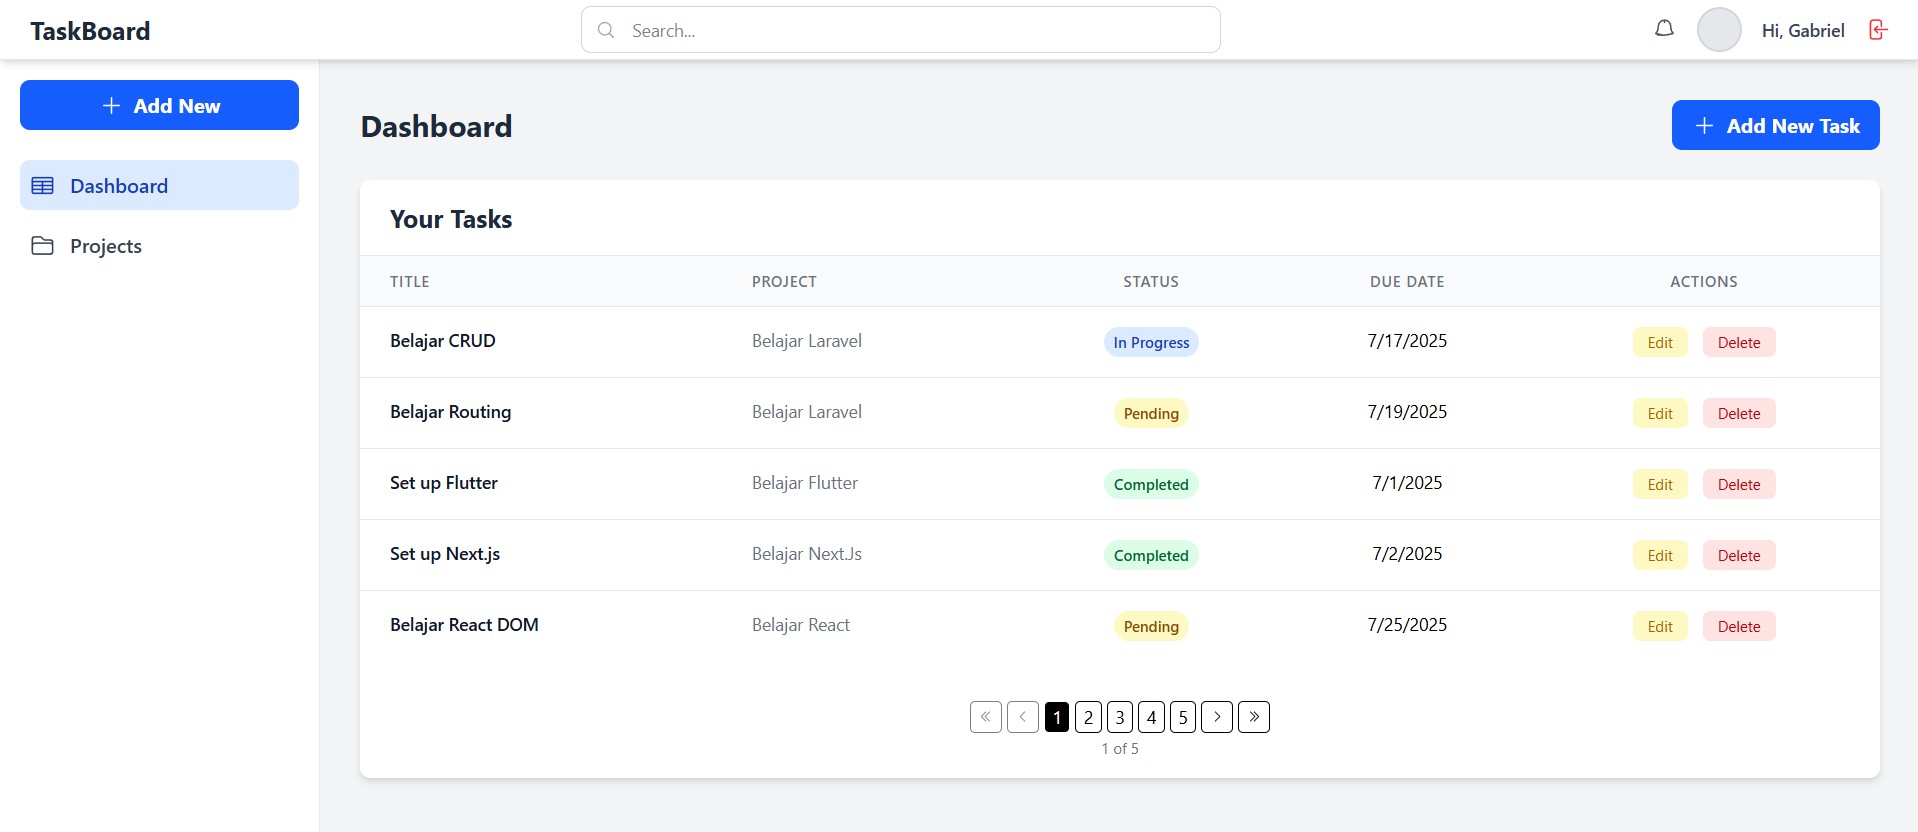 TaskBoard
Search...
Hi, Gabriel
Add New
Dashboard
Projects
Dashboard
Add New Task
Your Tasks
TITLE PROJECT STATUS DUE DATE ACTIONS
Belajar CRUD Belajar Laravel In Progress 7/17/2025 Edit Delete
Belajar Routing Belajar Laravel Pending 7/19/2025 Edit Delete
Set up Flutter Belajar Flutter Completed 7/1/2025 Edit Delete
Set up Next.js Belajar Next.Js Completed 7/2/2025 Edit Delete
Belajar React DOM Belajar React Pending 7/25/2025 Edit Delete
« ‹ 1 2 3 4 5 › »
1 of 5